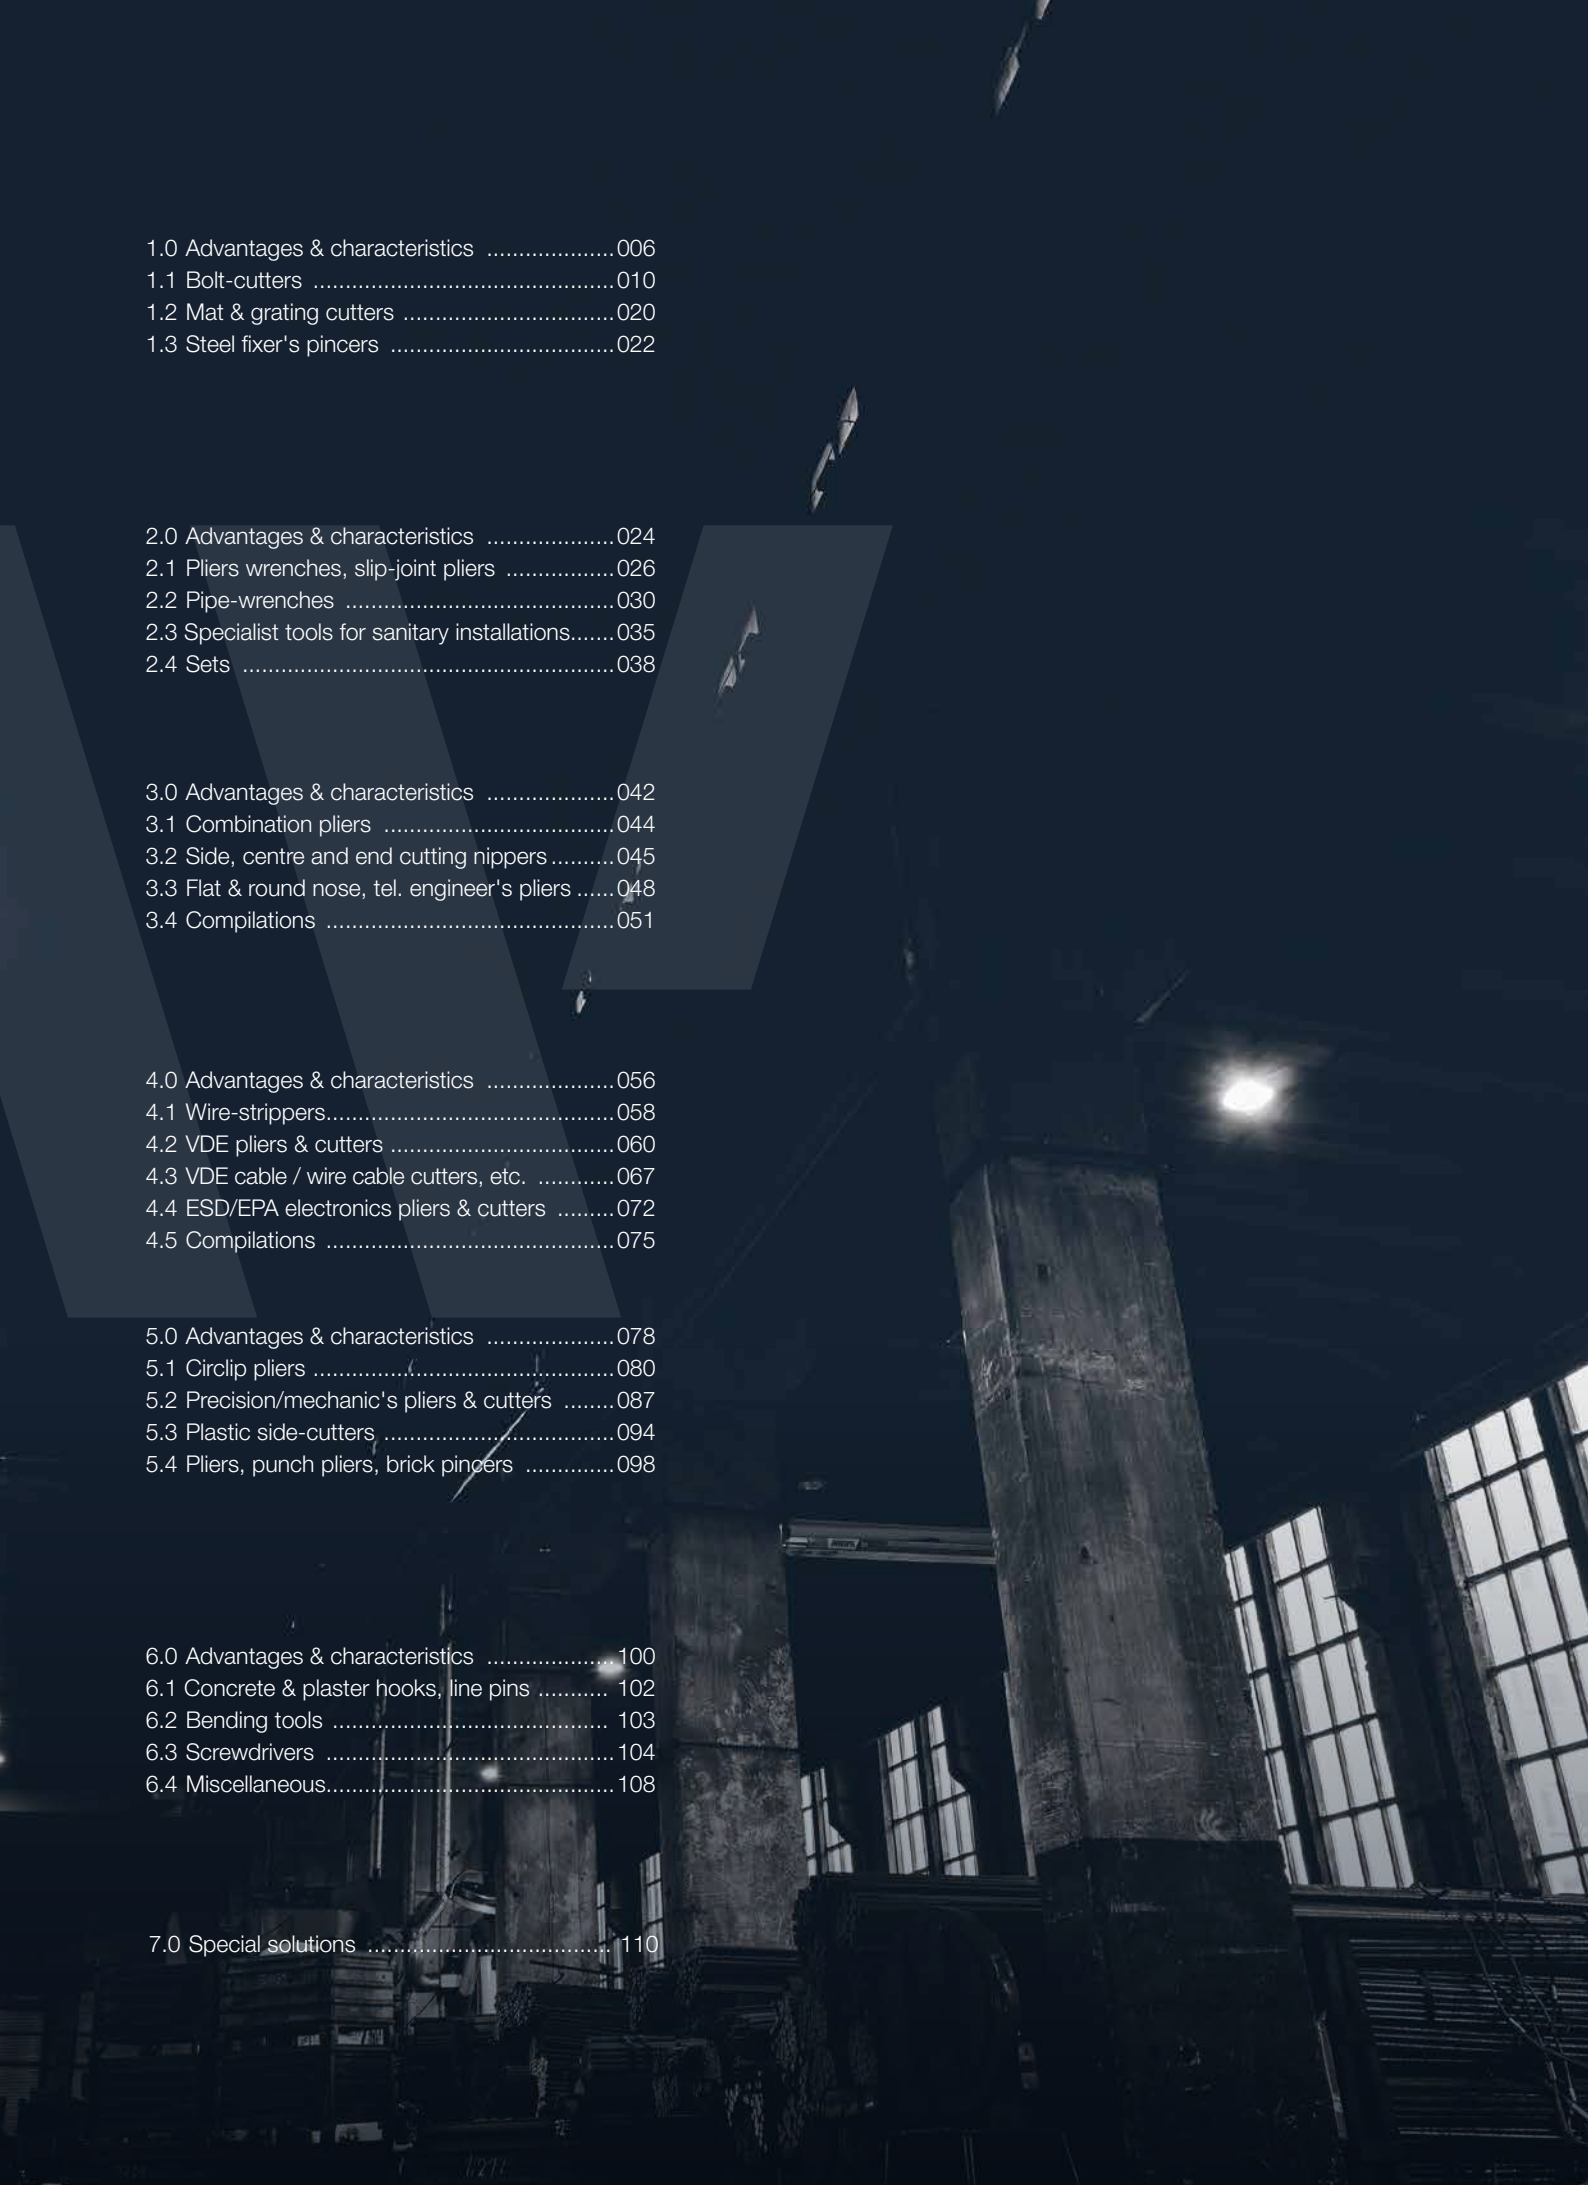 1.0 Advantages & characteristics ....................006
1.1 Bolt-cutters ...............................................010
1.2 Mat & grating cutters .................................020
1.3 Steel fixer's pincers ...................................022
2.0 Advantages & characteristics ....................024
2.1 Pliers wrenches, slip-joint pliers .................026
2.2 Pipe-wrenches ..........................................030
2.3 Specialist tools for sanitary installations.......035
2.4 Sets ..........................................................038
3.0 Advantages & characteristics ....................042
3.1 Combination pliers ....................................044
3.2 Side, centre and end cutting nippers..........045
3.3 Flat & round nose, tel. engineer's pliers ......048
3.4 Compilations .............................................051
4.0 Advantages & characteristics ....................056
4.1 Wire-strippers.............................................058
4.2 VDE pliers & cutters ...................................060
4.3 VDE cable / wire cable cutters, etc. ............067
4.4 ESD/EPA electronics pliers & cutters .........072
4.5 Compilations .............................................075
5.0 Advantages & characteristics ....................078
5.1 Circlip pliers ...............................................080
5.2 Precision/mechanic's pliers & cutters ........087
5.3 Plastic side-cutters ....................................094
5.4 Pliers, punch pliers, brick pincers ..............098
6.0 Advantages & characteristics ....................100
6.1 Concrete & plaster hooks, line pins ........... 102
6.2 Bending tools ........................................... 103
6.3 Screwdrivers .............................................104
6.4 Miscellaneous.............................................108
7.0 Special solutions ...................................... 110